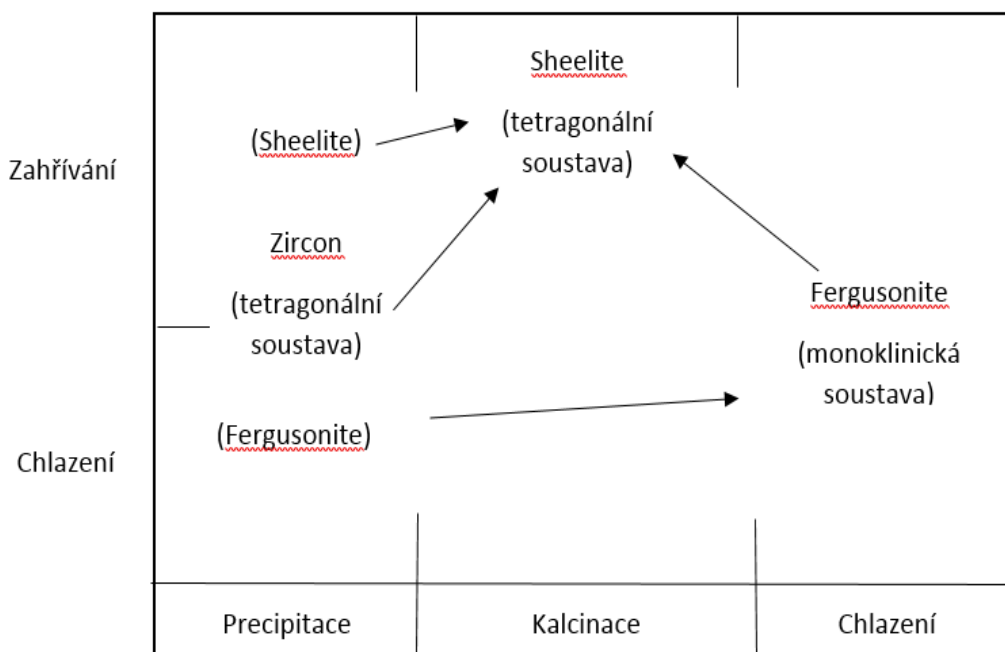 Sheelite
(tetragonální
soustava)
(Sheelite)
Zahřívání
Zircon
(tetragonální
soustava)
Fergusonite
(monoklinická
soustava)
(Fergusonite)
Chlazení
Precipitace
Kalcinace
Chlazení